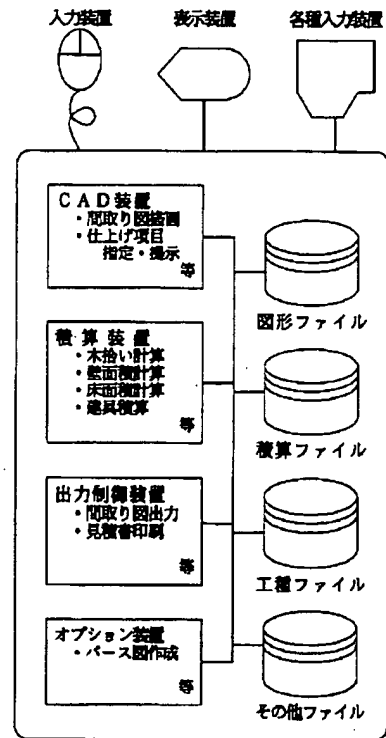 入力装置
表示装置
各種入力装置
CAD装置
・間取り図装画
・仕上げ項目
指定・提示
等
図形ファイル
積算装置
・木拾い計算
・壁面積計算
・床面積計算
・建具積算
等
積算ファイル
出力制御装置
・間取り図出力
・見積書印刷
等
工種ファイル
オプション装置
・パース図作成
等
その他ファイル